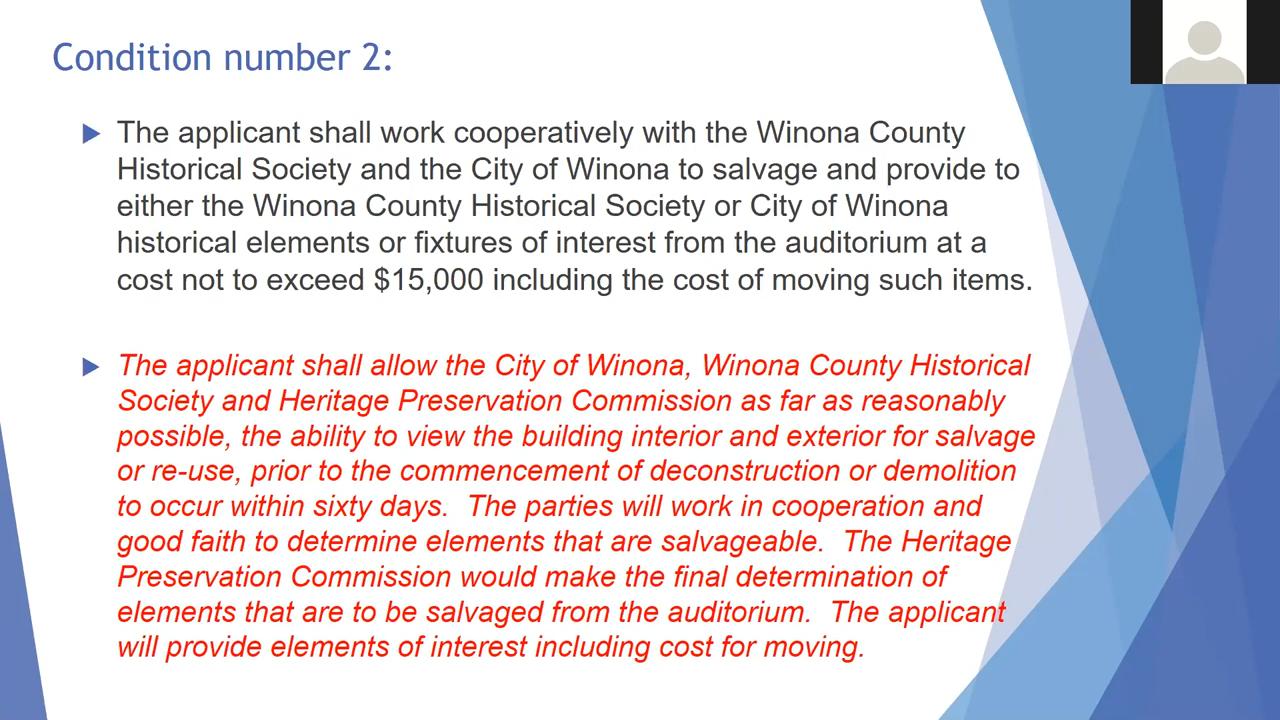 Condition number 2:
The applicant shall work cooperatively with the Winona County
Historical Society and the City of Winona to salvage and provide to
either the Winona County Historical Society or City of Winona
historical elements or fixtures of interest from the auditorium at a
cost not to exceed $15,000 including the cost of moving such items.
The applicant shall allow the City of Winona, Winona County Historical
Society and Heritage Preservation Commission as far as reasonably
possible, the ability to view the building interior and exterior for salvage
or re-use, prior to the commencement of deconstruction or demolition
to occur within sixty days. The parties will work in cooperation and
good faith to determine elements that are salvageable. The Heritage
Preservation Commission would make the final determination of
elements that are to be salvaged from the auditorium. The applicant
will provide elements of interest including cost for moving.